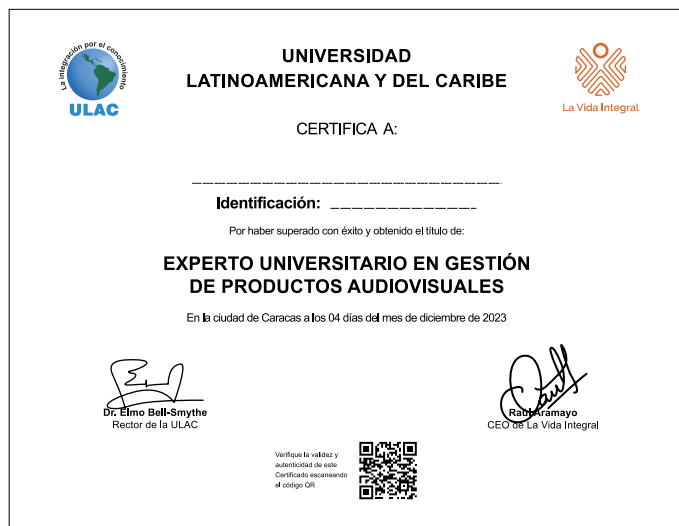 La integración por el conocimiento
ULAC
UNIVERSIDAD
LATINOAMERICANA Y DEL CARIBE
La Vida Integral
CERTIFICA A:
Identificación:
Por haber superado con éxito y obtenido el título de:
EXPERTO UNIVERSITARIO EN GESTIÓN
DE PRODUCTOS AUDIOVISUALES
En la ciudad de Caracas a los 04 días del mes de diciembre de 2023
Dr. Elmo Bell-Smythe
Rector de la ULAC
Raúl Aramayo
CEO de La Vida Integral
Verifique la validez y
autenticidad de este
Certificado escaneando
el código QR